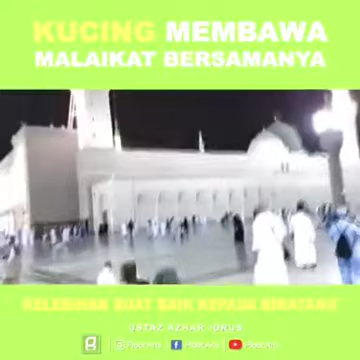 KUCING MEMBAWA
MALAIKAT BERSAMANYA
KELEBIHAN BUAT BAIK KEPADA BINATANG
USTAZ AZHAR IDRUS